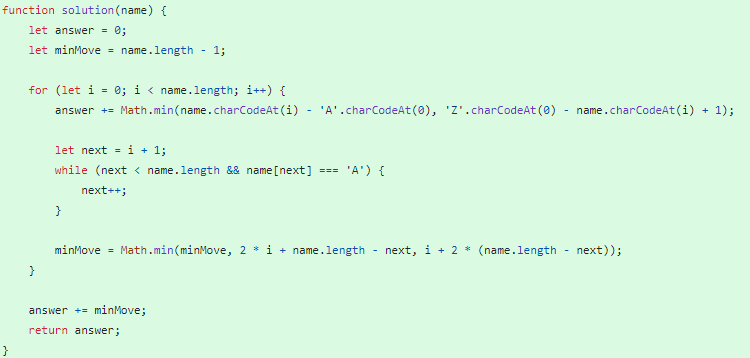 function solution(name) {
    let answer = 0;
    let minMove = name.length - 1;

    for (let i = 0; i < name.length; i++) {
        answer += Math.min(name.charCodeAt(i) - 'A'.charCodeAt(0), 'Z'.charCodeAt(0) - name.charCodeAt(i) + 1);

        let next = i + 1;
        while (next < name.length && name[next] === 'A') {
            next++;
        }

        minMove = Math.min(minMove, 2 * i + name.length - next, i + 2 * (name.length - next));
    }

    answer += minMove;
    return answer;
}